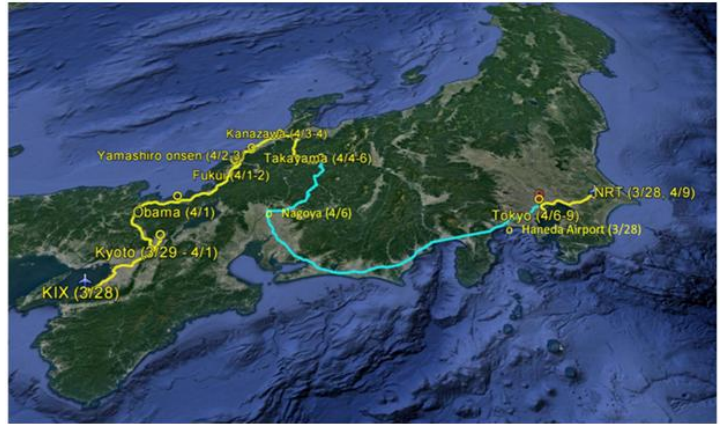 Kanazawa (4/3-4)
Yamashiro onsen (4/2-3)
Takayama (4/4-6)
Fukui (4/1-2)
Obama (4/1)
Nagoya (4/6)
NRT (3/28, 4/9)
Tokyo (4/6-9)
Haneda Airport (3/28)
Kyoto (3/29 - 4/1)
KIX (3/28)